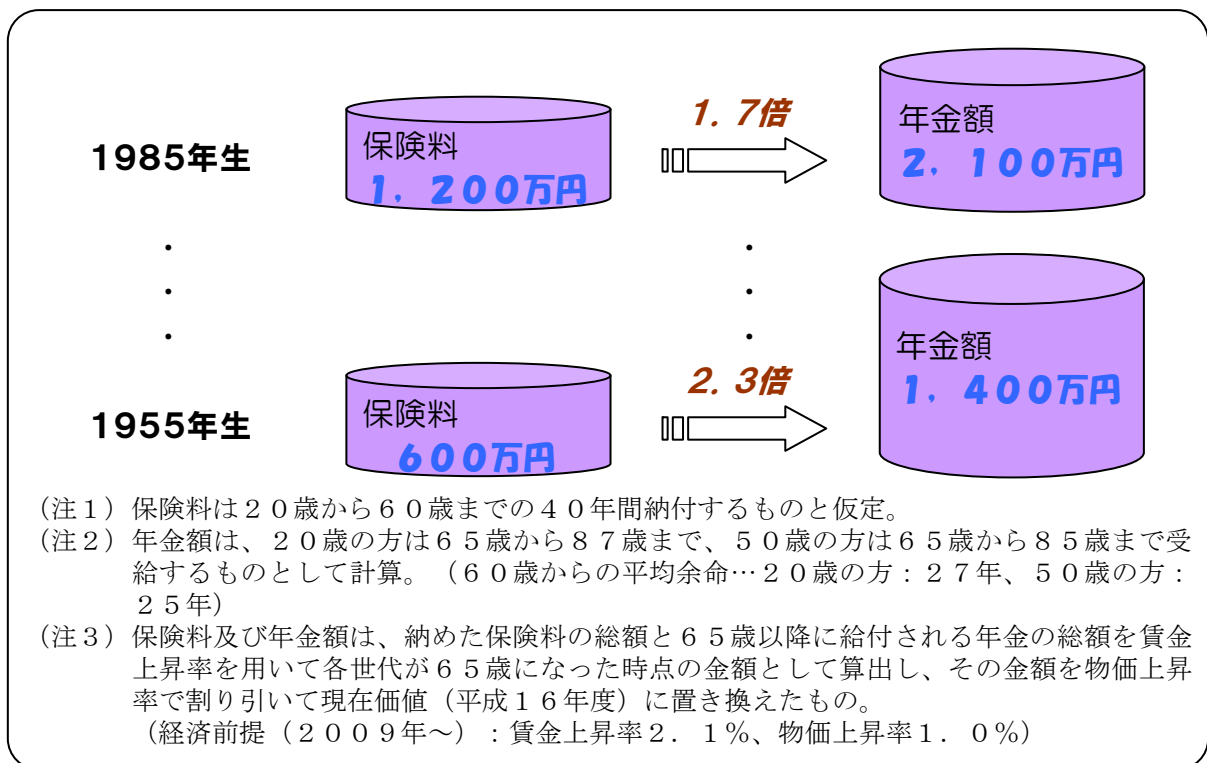 1985年生
保険料
1,200万円
1.7倍
年金額
2,100万円
・
・
・
・
・
・
1955年生
保険料
600万円
2.3倍
年金額
1,400万円
(注1)保険料は20歳から60歳までの40年間納付するものと仮定。
(注2)年金額は、20歳の方は65歳から87歳まで、50歳の方は65歳から85歳まで受
給するものとして計算。(60歳からの平均余命…20歳の方:27年、50歳の方:
25年)
(注3)保険料及び年金額は、納めた保険料の総額と65歳以降に給付される年金の総額を賃金
上昇率を用いて各世代が65歳になった時点の金額として算出し、その金額を物価上昇
率で割り引いて現在価値(平成16年度)に置き換えたもの。
(経済前提(2009年~):賃金上昇率2.1%、物価上昇率1.0%)